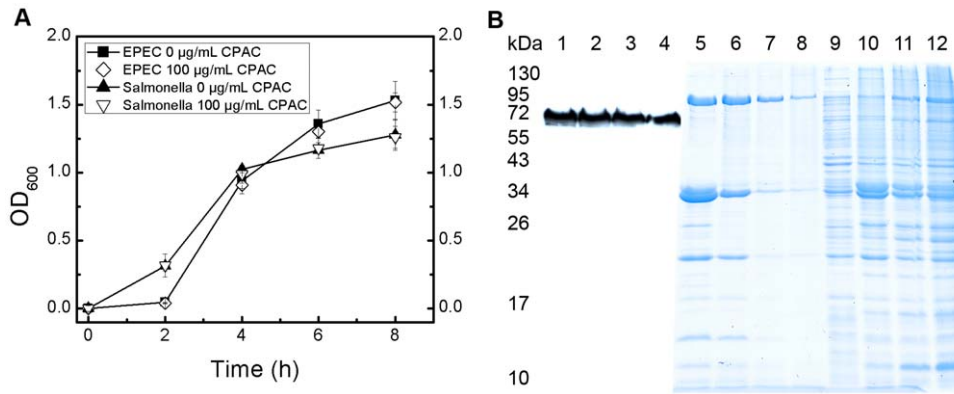 A
2.0
1.5
1.0
0.5
0.0
OD600
EPEC 0 µg/mL CPAC
EPEC 100 µg/mL CPAC
Salmonella 0 µg/mL CPAC
Salmonella 100 µg/mL CPAC
2.0
1.5
1.0
0.5
0.0
0 2 4 6 8
Time (h)
B
kDa 1 2 3 4 5 6 7 8 9 10 11 12
130
95
72
55
43
34
26
17
10